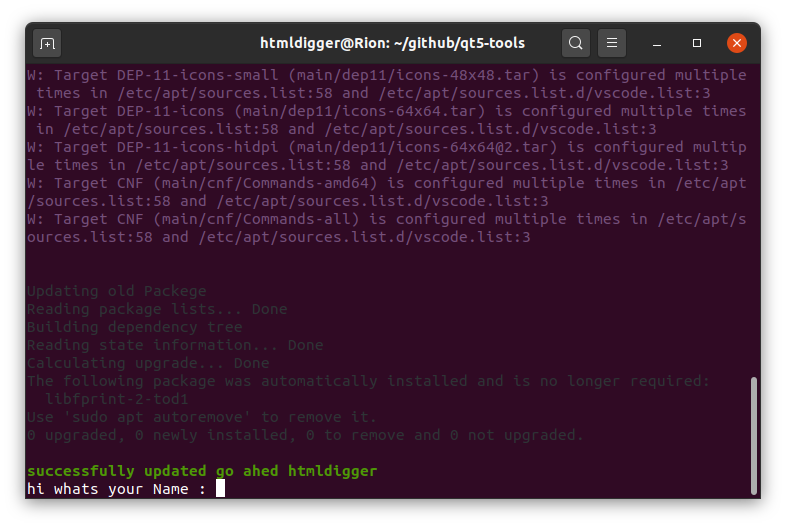 htmldigger@Rion: ~/github/qt5-tools
W: Target DEP-11-icons-small (main/dep11/icons-48x48.tar) is configured multiple
times in /etc/apt/sources.list:58 and /etc/apt/sources.list.d/vscode.list:3
W: Target DEP-11-icons (main/dep11/icons-64x64.tar) is configured multiple times
in /etc/apt/sources.list:58 and /etc/apt/sources.list.d/vscode.list:3
W: Target DEP-11-icons-hidpi (main/dep11/icons-64x64@2.tar) is configured multip
le times in /etc/apt/sources.list:58 and /etc/apt/sources.list.d/vscode.list:3
W: Target CNF (main/cnf/Commands-amd64) is configured multiple times in /etc/apt
/sources.list:58 and /etc/apt/sources.list.d/vscode.list:3
W: Target CNF (main/cnf/Commands-all) is configured multiple times in /etc/apt/s
ources.list:58 and /etc/apt/sources.list.d/vscode.list:3
Updating old Packege
Reading package lists... Done
Building dependency tree
Reading state information... Done
Calculating upgrade... Done
The following package was automatically installed and is no longer required:
libfprint-2-tod1
Use 'sudo apt autoremove' to remove it.
0 upgraded, 0 newly installed, 0 to remove and 0 not upgraded.
successfully updated go ahed htmldigger
hi whats your Name :